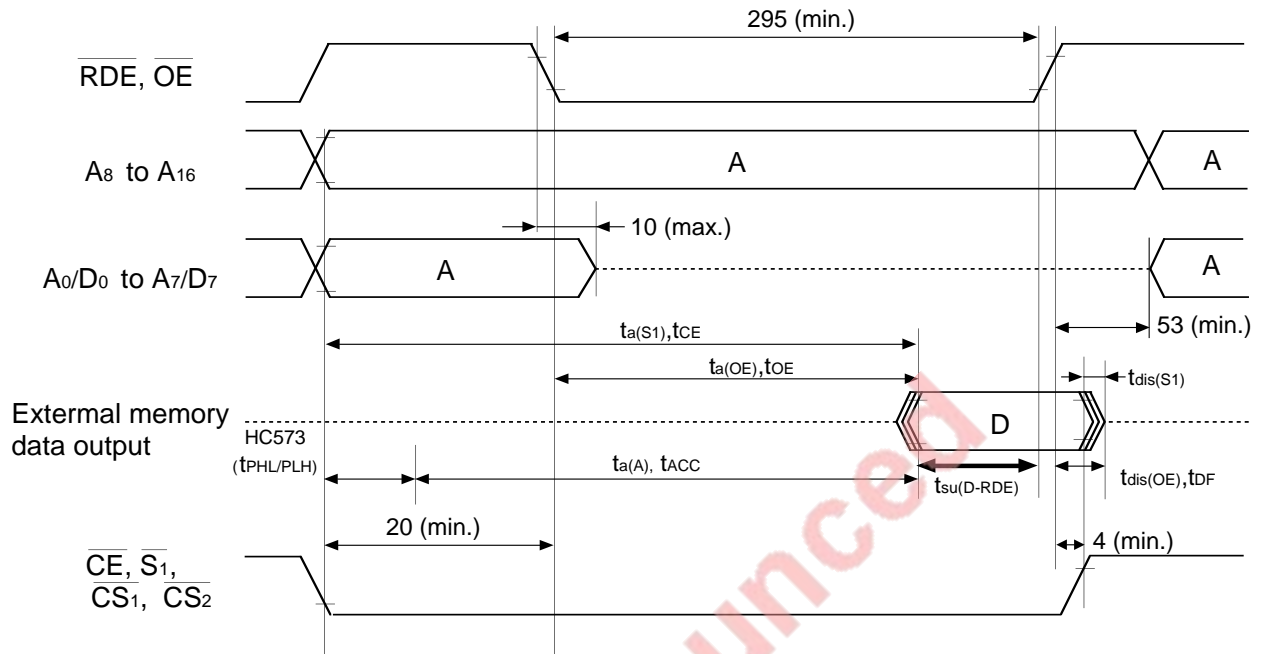 295 (min.)
RDE, OE
A8 to A16
A
A
10 (max.)
A0/D0 to A7/D7
A
A
53 (min.)
ta(S1),tCE
ta(OE),tOE
tdis(S1)
Extermal memory
data output
D
HC573
(tPHL/PLH)
ta(A), tACC
tsu(D-RDE)
tdis(OE),tDF
20 (min.)
4 (min.)
CE, S1,
CS1, CS2
unced